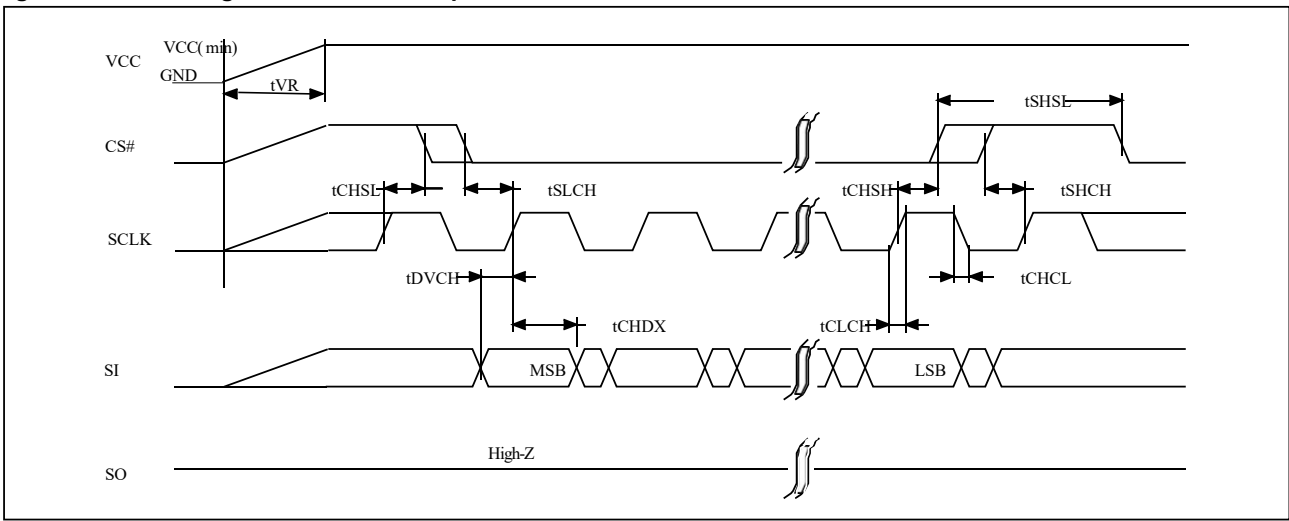 VCC(min)
VCC
GND
tVR
tSHSL
CS#
tCHSL
tSLCH
tCHSH
tSHCH
SCLK
tDVCH
tCHCL
tCHDX
tCLCH
SI
MSB
LSB
High-Z
SO